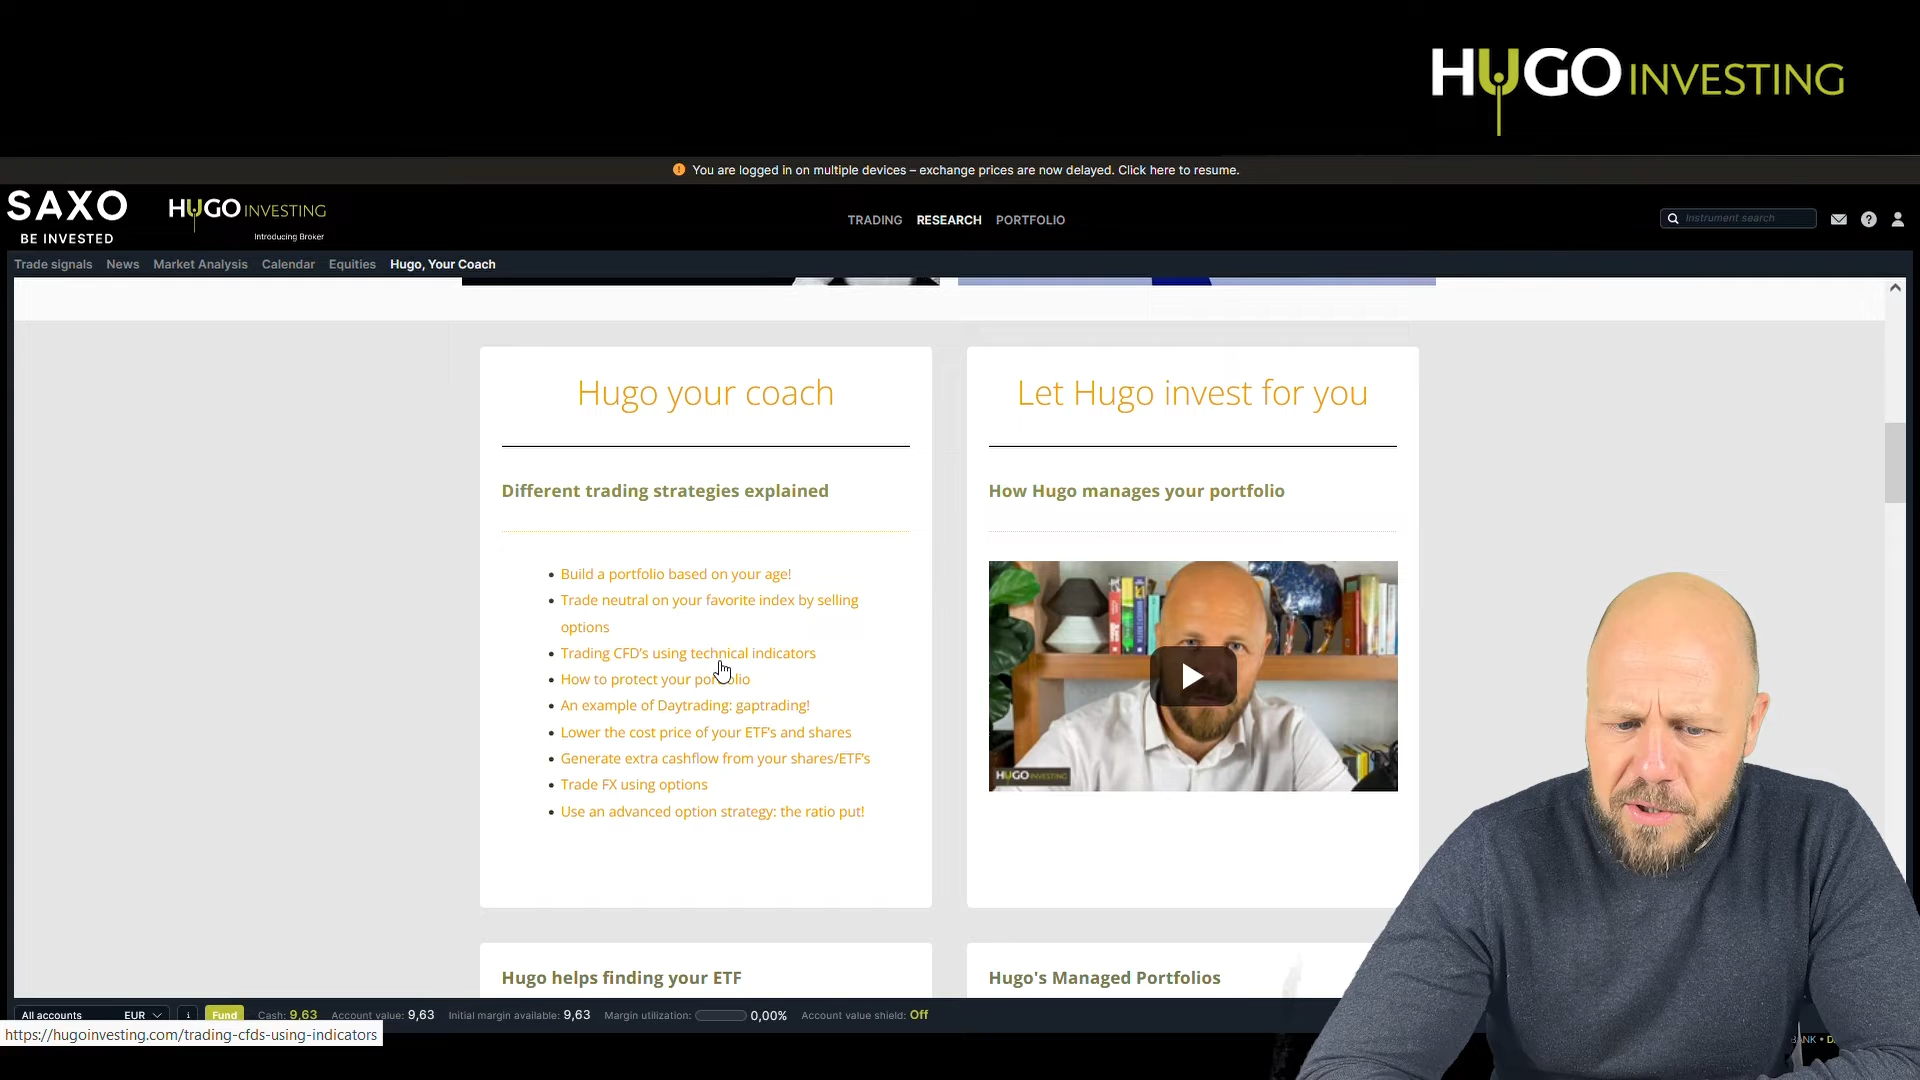 HUGO INVESTING
You are logged in on multiple devices – exchange prices are now delayed. Click here to resume.
SAXO
BE INVESTED
HUGO INVESTING
Introducing Broker
TRADING RESEARCH PORTFOLIO
Instrument search
Trade signals News Market Analysis Calendar Equities Hugo, Your Coach
Hugo your coach
Different trading strategies explained
Build a portfolio based on your age!
Trade neutral on your favorite index by selling
options
Trading CFD's using technical indicators
How to protect your portfolio
An example of Daytrading: gaptrading!
Lower the cost price of your ETF's and shares
Generate extra cashflow from your shares/ETF's
Trade FX using options
Use an advanced option strategy: the ratio put!
Let Hugo invest for you
How Hugo manages your portfolio
HUGO INVESTING
Hugo helps finding your ETF
Hugo's Managed Portfolios
All accounts EUR i Fund Cash: 9,63 Account value: 9,63 Initial margin available: 9,63 Margin utilization: 0,00% Account value shield: Off
https://hugoinvesting.com/trading-cfds-using-indicators